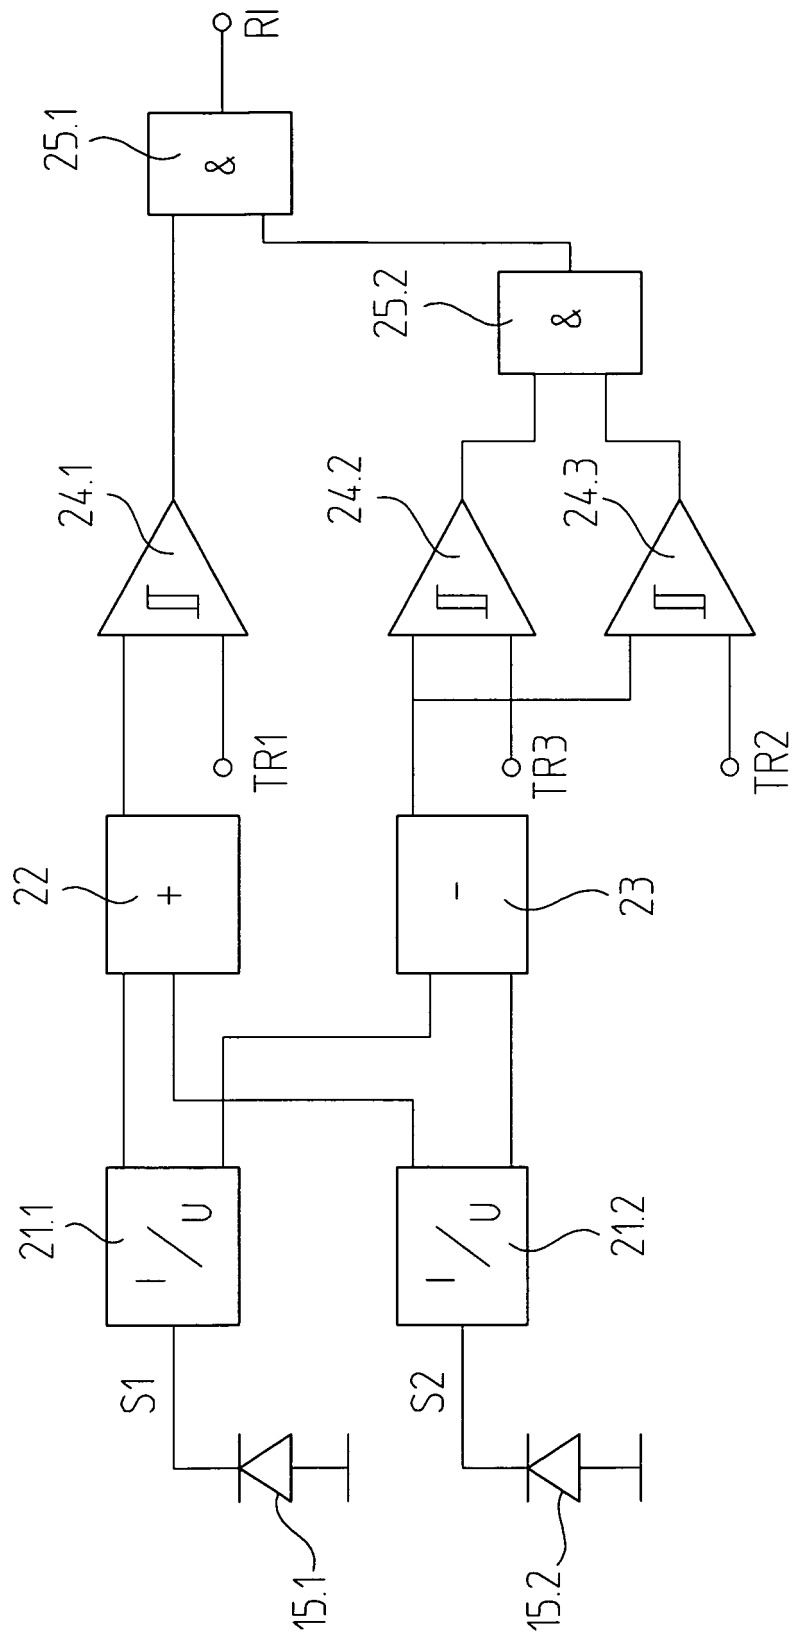 15.1
S1
21.1
I/U
22
+
TR1
24.1
25.1
&
RI
15.2
S2
I/U
21.2
-
23
TR3
24.2
24.3
TR2
25.2
&